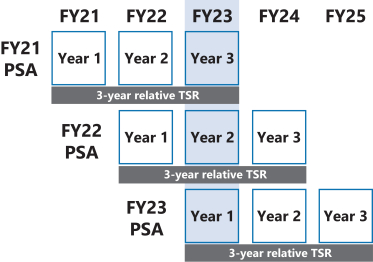 FY21 FY22 FY23 FY24 FY25
FY21 PSA Year 1 Year 2 Year 3
3-year relative TSR
FY22 PSA Year 1 Year 2 Year 3
3-year relative TSR
FY23 PSA Year 1 Year 2 Year 3
3-year relative TSR